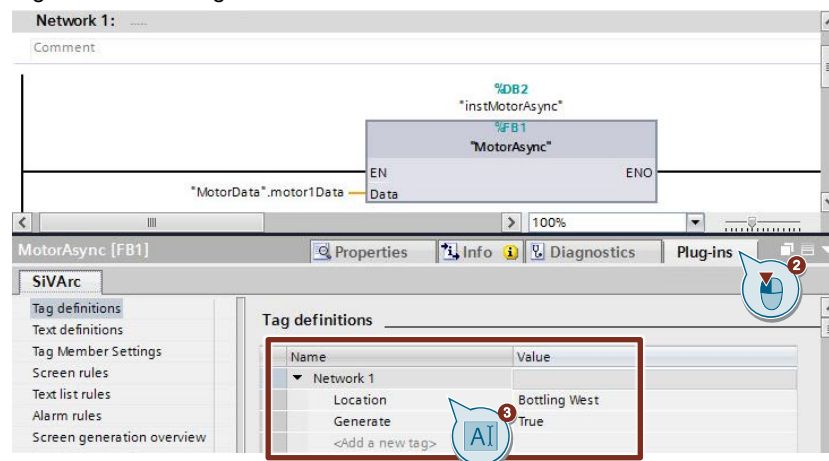 Network 1: .....
Comment
%DB2
"instMotorAsync"
%FB1
"MotorAsync"
EN ENO
"MotorData".motor1Data Data
100%
MotorAsync [FB1] Properties Info Diagnostics Plug-ins
2
SiVArc
Tag definitions
Text definitions
Tag Member Settings
Screen rules
Text list rules
Alarm rules
Screen generation overview
Tag definitions
Name Value
Network 1
Location Bottling West
Generate True
<Add a new tag>
3
AI